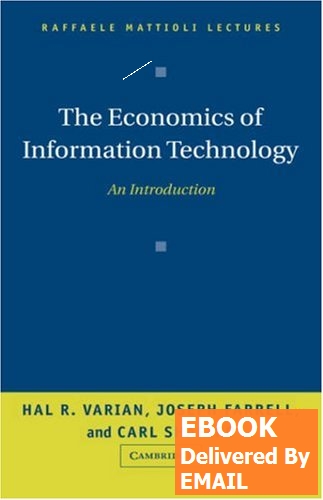 RAFFAELE MATTIOLI LECTURES
The Economics of
Information Technology
An Introduction
HAL R. VARIAN, JOSEPH FARRELL
and CARL S
CAMBRIDGE
EBOOK
Delivered By
EMAIL